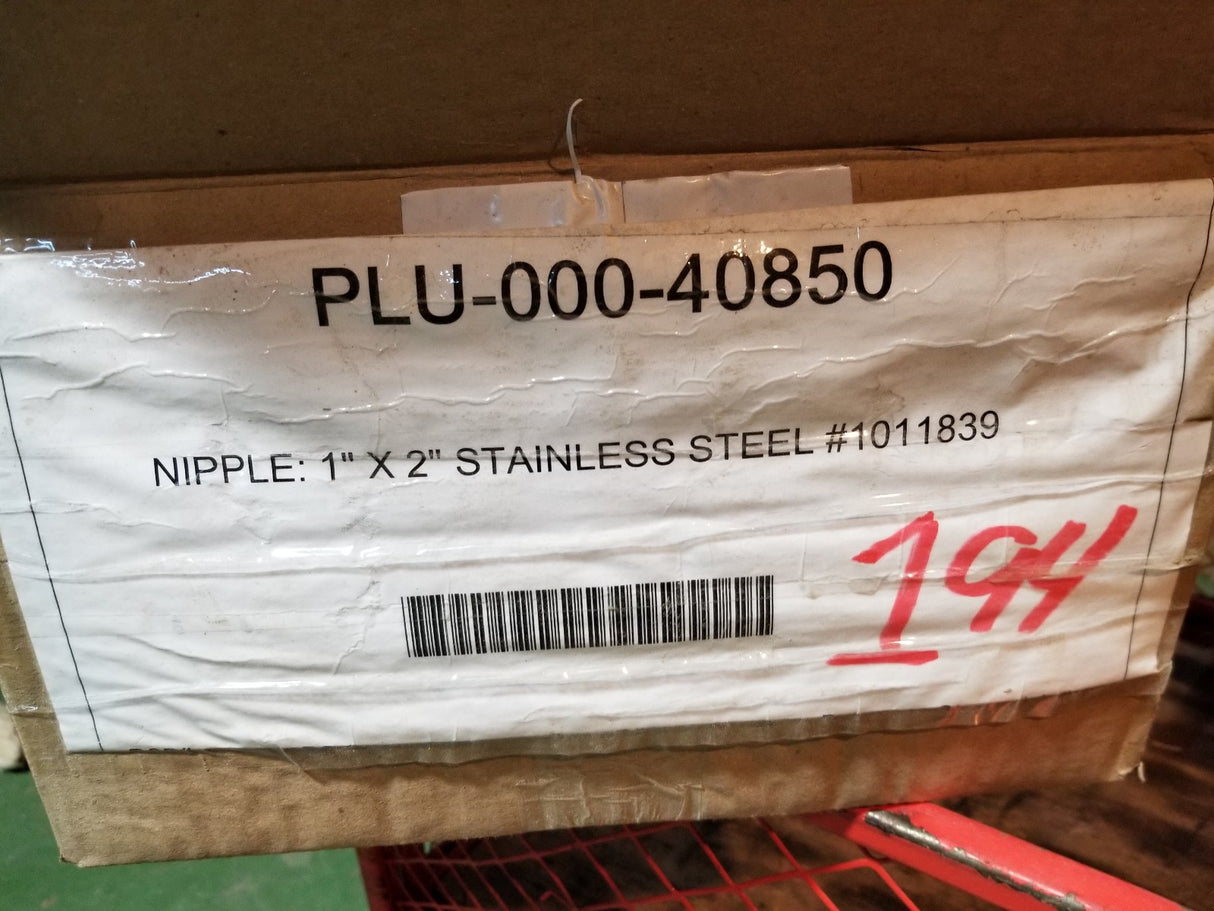 PLU-000-40850
NIPPLE: 1" X 2" STAINLESS STEEL #1011839
194